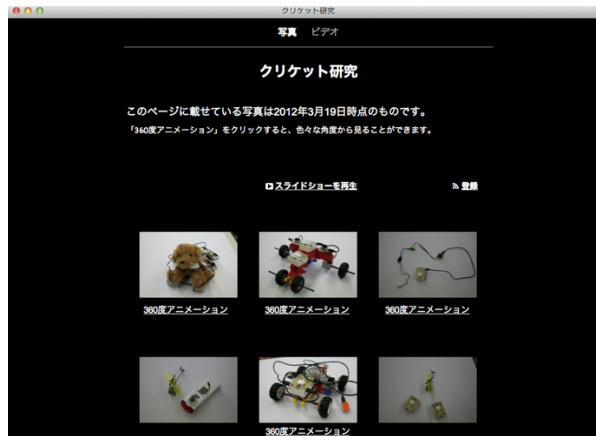 クリケット研究
写真 ビデオ
クリケット研究
このページに載せている写真は2012年3月19日時点のものです。
「360度アニメーション」をクリックすると、色々な角度から見ることができます。
スライドショーを再生 登録
360度アニメーション 360度アニメーション 360度アニメーション
360度アニメーション